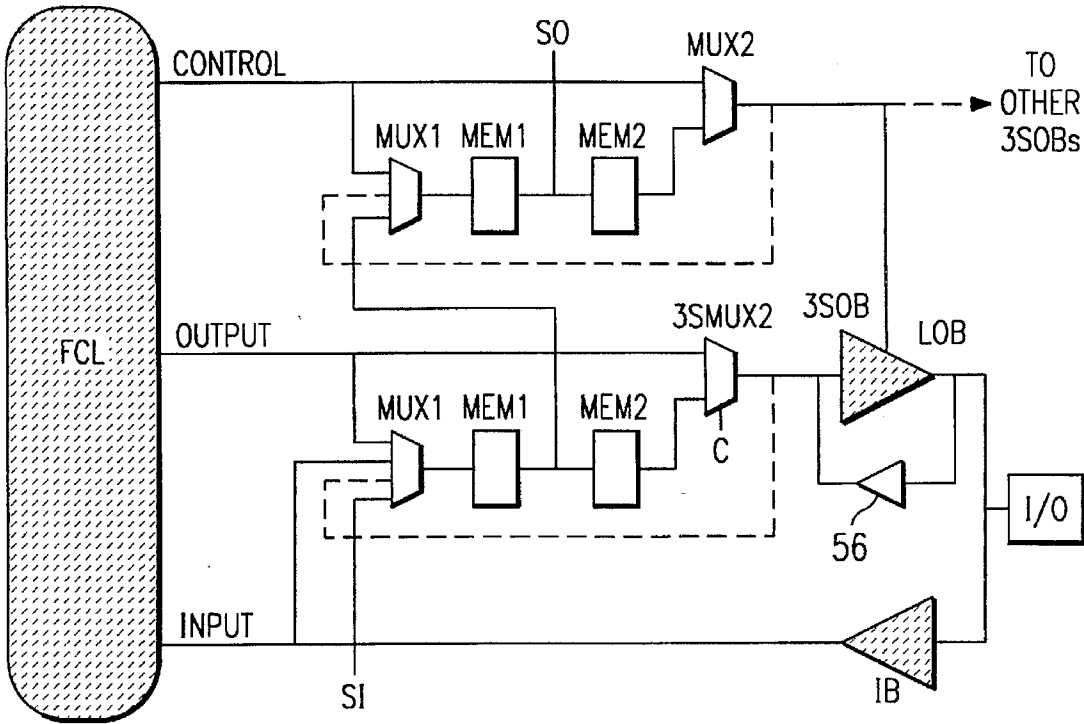 SO
MUX2
CONTROL
TO
OTHER
3SOBs
MUX1 MEM1 MEM2
3SMUX2
3SOB
LOB
OUTPUT
FCL
MUX1 MEM1 MEM2
C
56
I/O
INPUT
SI
IB